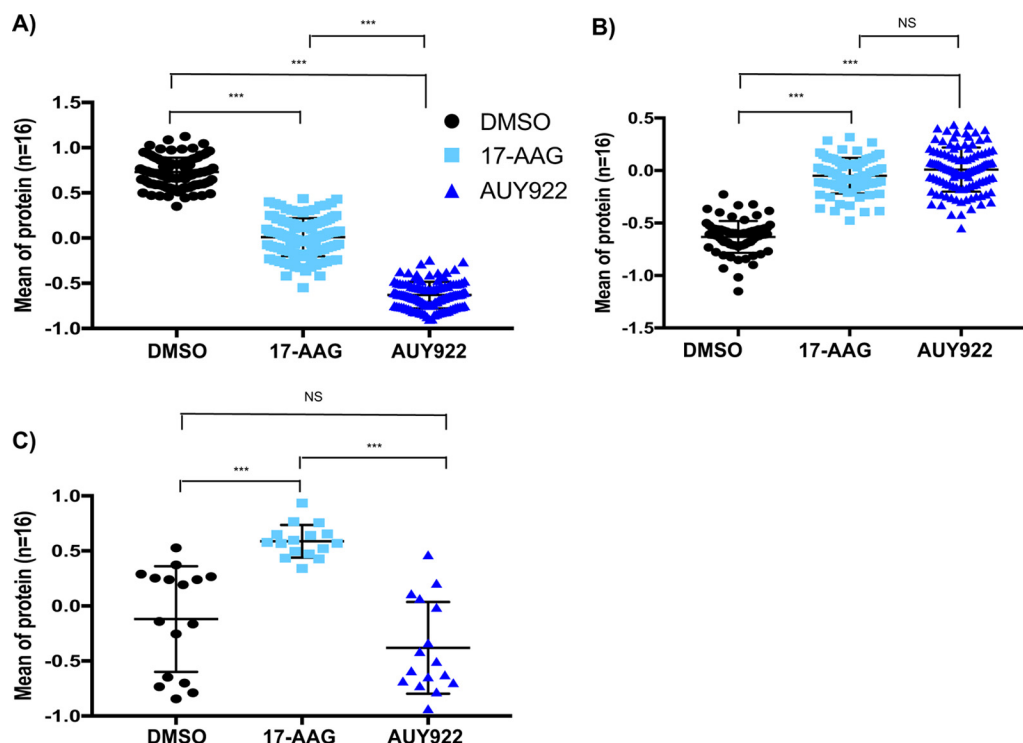 A)
***
***
***
Mean of protein (n=16)
1.5
1.0
0.5
0.0
-0.5
-1.0
DMSO
17-AAG
AUY922
DMSO 17-AAG AUY922
B)
NS
***
***
Mean of protein (n=16)
0.5
0.0
-0.5
-1.0
-1.5
DMSO 17-AAG AUY922
C)
NS
***
***
Mean of protein (n=16)
1.0
0.5
0.0
-0.5
-1.0
DMSO 17-AAG AUY922